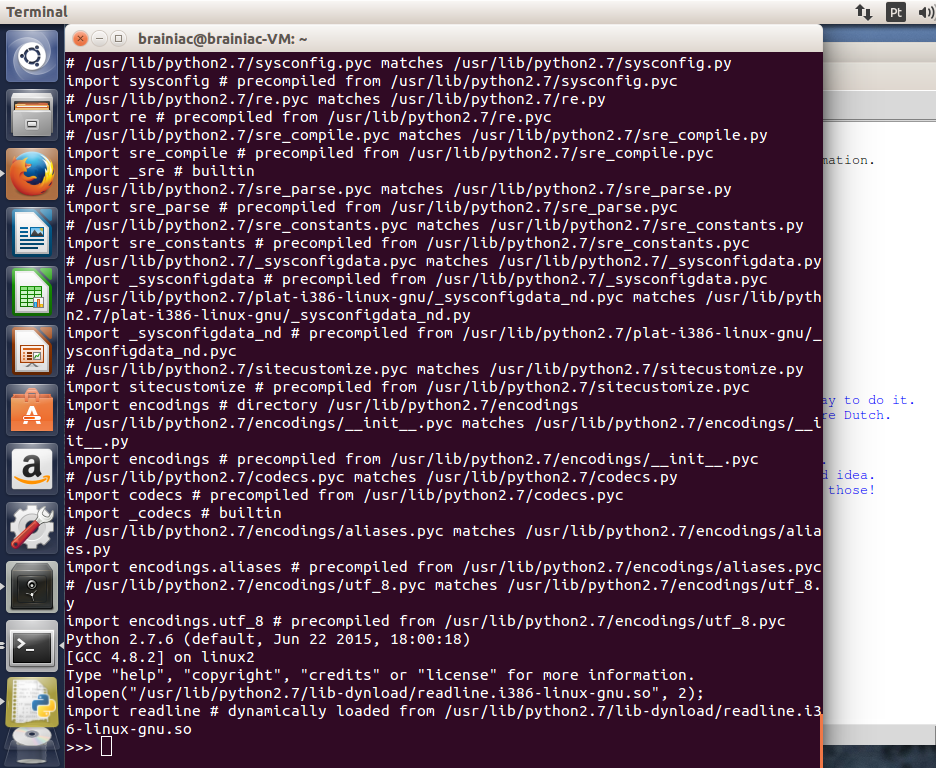 Terminal
Pt
brainiac@brainiac-VM: ~
# /usr/lib/python2.7/sysconfig.pyc matches /usr/lib/python2.7/sysconfig.py
import sysconfig # precompiled from /usr/lib/python2.7/sysconfig.pyc
# /usr/lib/python2.7/re.pyc matches /usr/lib/python2.7/re.py
import re # precompiled from /usr/lib/python2.7/re.pyc
# /usr/lib/python2.7/sre_compile.pyc matches /usr/lib/python2.7/sre_compile.py
import sre_compile # precompiled from /usr/lib/python2.7/sre_compile.pyc
import _sre # builtin
# /usr/lib/python2.7/sre_parse.pyc matches /usr/lib/python2.7/sre_parse.py
import sre_parse # precompiled from /usr/lib/python2.7/sre_parse.pyc
# /usr/lib/python2.7/sre_constants.pyc matches /usr/lib/python2.7/sre_constants.py
import sre_constants # precompiled from /usr/lib/python2.7/sre_constants.pyc
# /usr/lib/python2.7/_sysconfigdata.pyc matches /usr/lib/python2.7/_sysconfigdata.py
import _sysconfigdata # precompiled from /usr/lib/python2.7/_sysconfigdata.pyc
# /usr/lib/python2.7/plat-i386-linux-gnu/_sysconfigdata_nd.pyc matches /usr/lib/pyth
n2.7/plat-i386-linux-gnu/_sysconfigdata_nd.py
import _sysconfigdata_nd # precompiled from /usr/lib/python2.7/plat-i386-linux-gnu/_
ysconfigdata_nd.pyc
# /usr/lib/python2.7/sitecustomize.pyc matches /usr/lib/python2.7/sitecustomize.py
import sitecustomize # precompiled from /usr/lib/python2.7/sitecustomize.pyc
import encodings # directory /usr/lib/python2.7/encodings
# /usr/lib/python2.7/encodings/__init__.pyc matches /usr/lib/python2.7/encodings/__i
it__.py
import encodings # precompiled from /usr/lib/python2.7/encodings/__init__.pyc
# /usr/lib/python2.7/codecs.pyc matches /usr/lib/python2.7/codecs.py
import codecs # precompiled from /usr/lib/python2.7/codecs.pyc
import _codecs # builtin
# /usr/lib/python2.7/encodings/aliases.pyc matches /usr/lib/python2.7/encodings/alia
es.py
import encodings.aliases # precompiled from /usr/lib/python2.7/encodings/aliases.pyc
# /usr/lib/python2.7/encodings/utf_8.pyc matches /usr/lib/python2.7/encodings/utf_8.
y
import encodings.utf_8 # precompiled from /usr/lib/python2.7/encodings/utf_8.pyc
Python 2.7.6 (default, Jun 22 2015, 18:00:18)
[GCC 4.8.2] on linux2
Type "help", "copyright", "credits" or "license" for more information.
dlopen("/usr/lib/python2.7/lib-dynload/readline.i386-linux-gnu.so", 2);
import readline # dynamically loaded from /usr/lib/python2.7/lib-dynload/readline.i3
6-linux-gnu.so
>>>
mation.
ay to do it.
re Dutch.
.
d idea.
those!